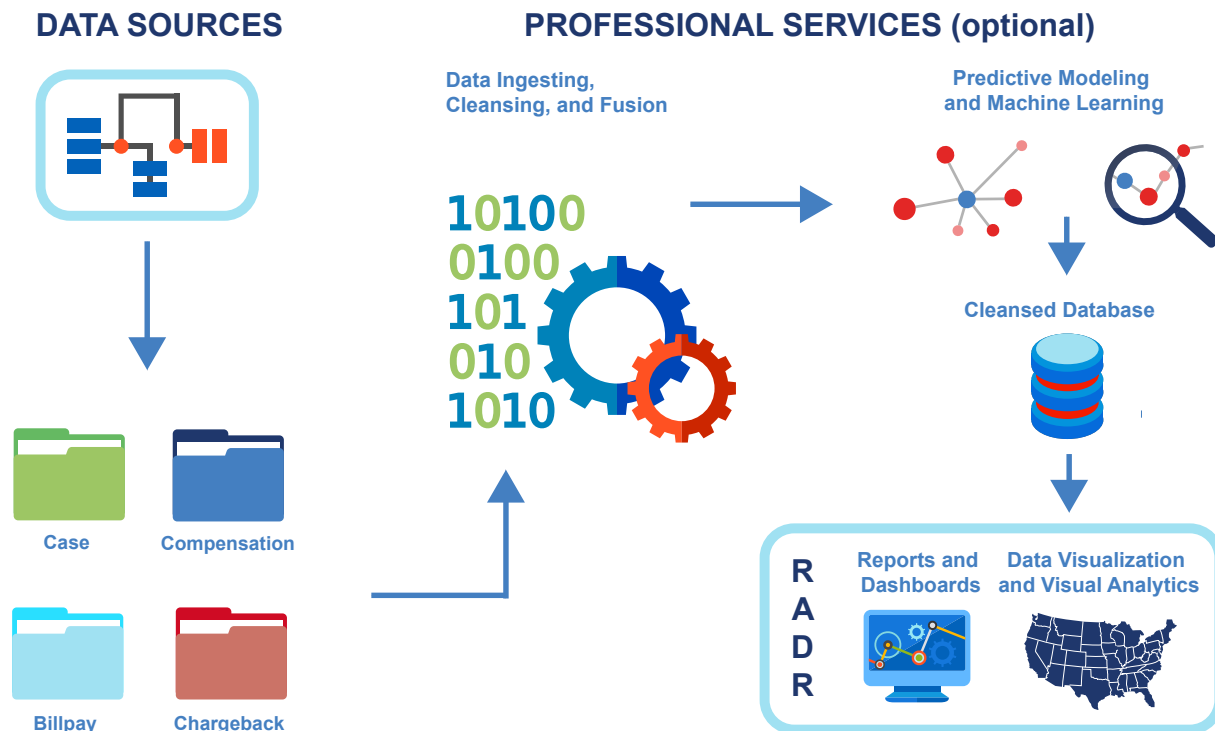 DATA SOURCES
Case
Compensation
Billpay
Chargeback
PROFESSIONAL SERVICES (optional)
Data Ingesting,
Cleansing, and Fusion
10100
0100
101
010
1010
Predictive Modeling
and Machine Learning
Cleansed Database
R
A
D
R
Reports and
Dashboards
Data Visualization
and Visual Analytics